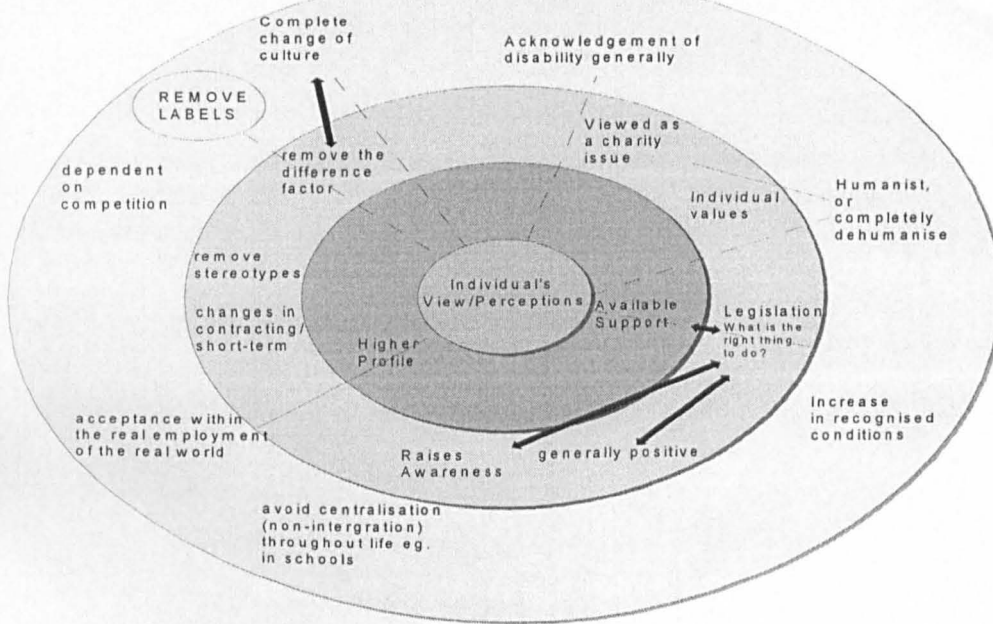 Complete
change of
culture
Acknowledgement of
disability generally
REMOVE
LABELS
Viewed as
a charity
issue
remove the
difference
factor
dependent
on
competition
Individual
values
Humanist,
or
completely
dehumanise
remove
stereotypes
Individual's
View/Perceptions
Available
Support
Legislation
What is the
right thing
to do?
changes in
contracting/
short-term
Higher
Profile
Increase
in recognised
conditions
acceptance within
the real employment
of the real world
Raises
Awareness
generally positive
avoid centralisation
(non-intergration)
throughout life eg.
in schools